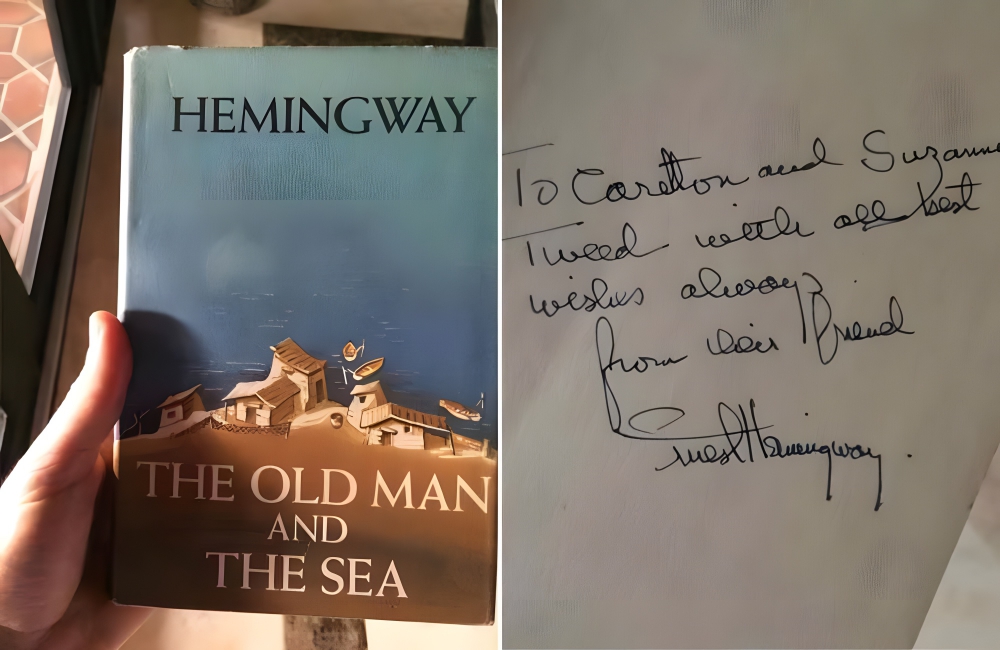 HEMINGWAY
THE OLD MAN
AND
THE SEA
To Carelton and Suzanne
Tweed with all best
wishes always
from their friend
Ernest Hemingway.